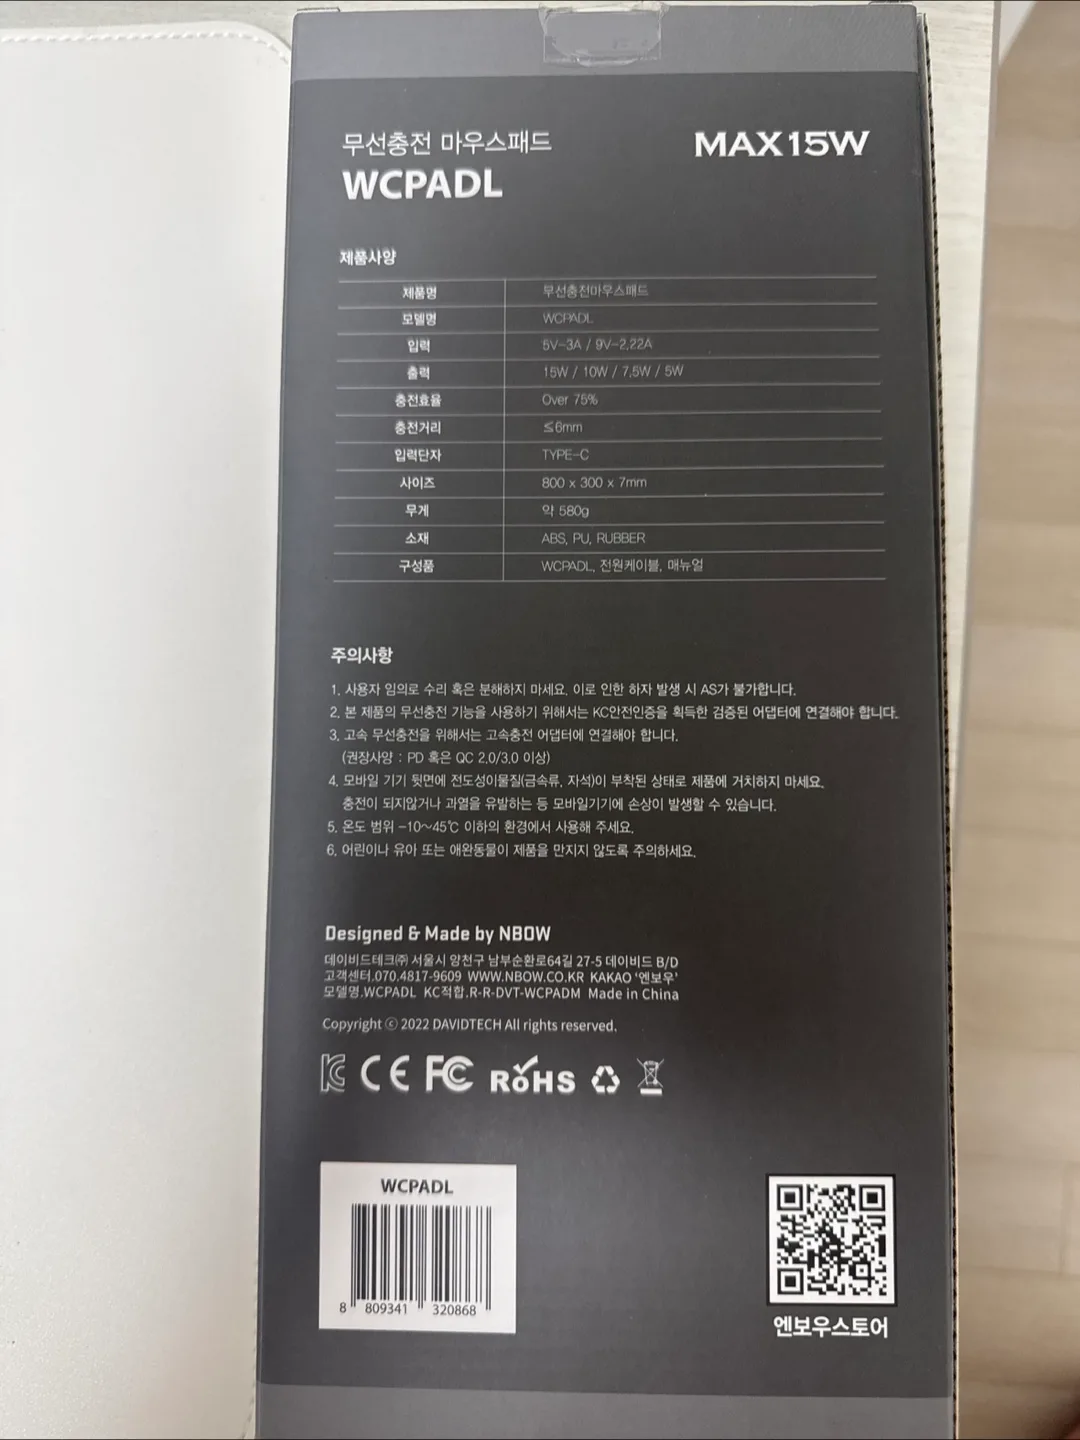 무선충전 마우스패드
MAX15W
WCPADL
제품사양
제품명 무선충전마우스패드
모델명 WCPADL
입력 5V-3A / 9V-2.22A
출력 15W / 10W / 7.5W / 5W
충전효율 Over 75%
충전거리 ≤6mm
입력단자 TYPE-C
사이즈 800 x 300 x 7mm
무게 약 580g
소재 ABS, PU, RUBBER
구성품 WCPADL, 전원케이블, 매뉴얼
주의사항
1. 사용자 임의로 수리 혹은 분해하지 마세요. 이로 인한 하자 발생 시 AS가 불가합니다.
2. 본 제품의 무선충전 기능을 사용하기 위해서는 KC안전인증을 획득한 검증된 어댑터에 연결해야 합니다.
3. 고속 무선충전을 위해서는 고속충전 어댑터에 연결해야 합니다.
(권장사양 : PD 혹은 QC 2.0/3.0 이상)
4. 모바일 기기 뒷면에 전도성이물질(금속류, 자석)이 부착된 상태로 제품에 거치하지 마세요.
충전이 되지않거나 과열을 유발하는 등 모바일기기에 손상이 발생할 수 있습니다.
5. 온도 범위 -10~45℃ 이하의 환경에서 사용해 주세요.
6. 어린이나 유아 또는 애완동물이 제품을 만지지 않도록 주의하세요.
Designed & Made by NBOW
데이비드테크㈜ 서울시 양천구 남부순환로64길 27-5 데이비드 B/D
고객센터.070.4817-9609 WWW.NBOW.CO.KR KAKAO '엔보우'
모델명.WCPADL KC적합.R-R-DVT-WCPADM Made in China
Copyright ⓒ 2022 DAVIDTECH All rights reserved.
KC CE FC RoHS
WCPADL
8 809341 320868
엔보우스토어